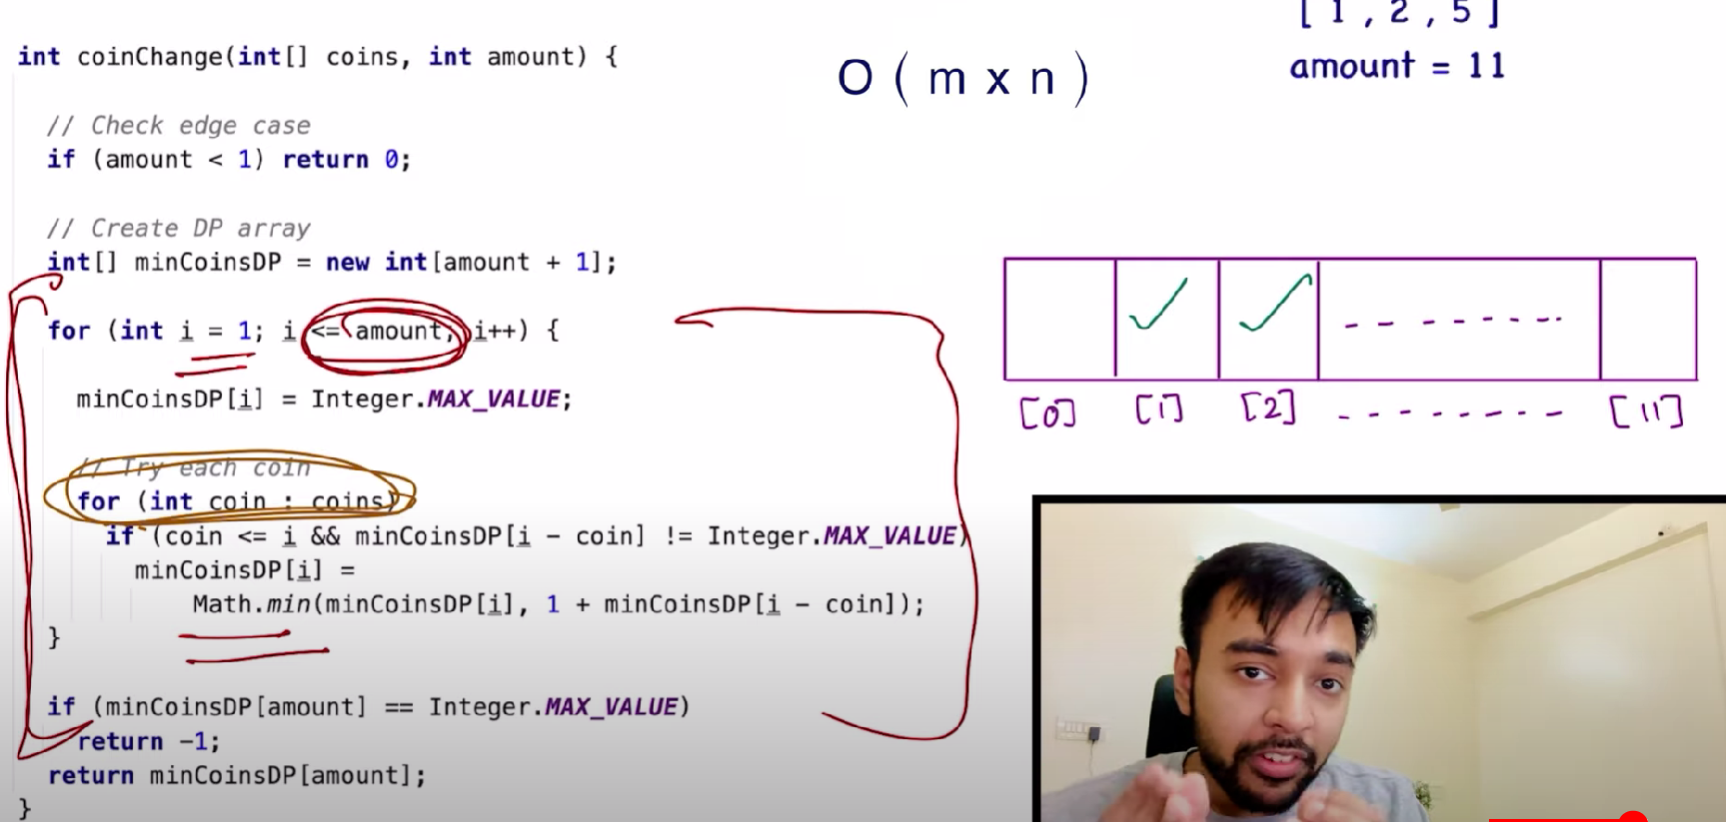 int coinChange(int[] coins, int amount) {
// Check edge case
if (amount < 1) return 0;
// Create DP array
int[] minCoinsDP = new int[amount + 1];
for (int i = 1; i <= amount; i++) {
minCoinsDP[i] = Integer.MAX_VALUE;
// Try each coin
for (int coin : coins)
if (coin <= i && minCoinsDP[i - coin] != Integer.MAX_VALUE)
minCoinsDP[i] =
Math.min(minCoinsDP[i], 1 + minCoinsDP[i - coin]);
}
if (minCoinsDP[amount] == Integer.MAX_VALUE)
return -1;
return minCoinsDP[amount];
}
O ( m x n )
[ 1 , 2 , 5 ]
amount = 11
[0] [1] [2] - - - - - - - - [11]